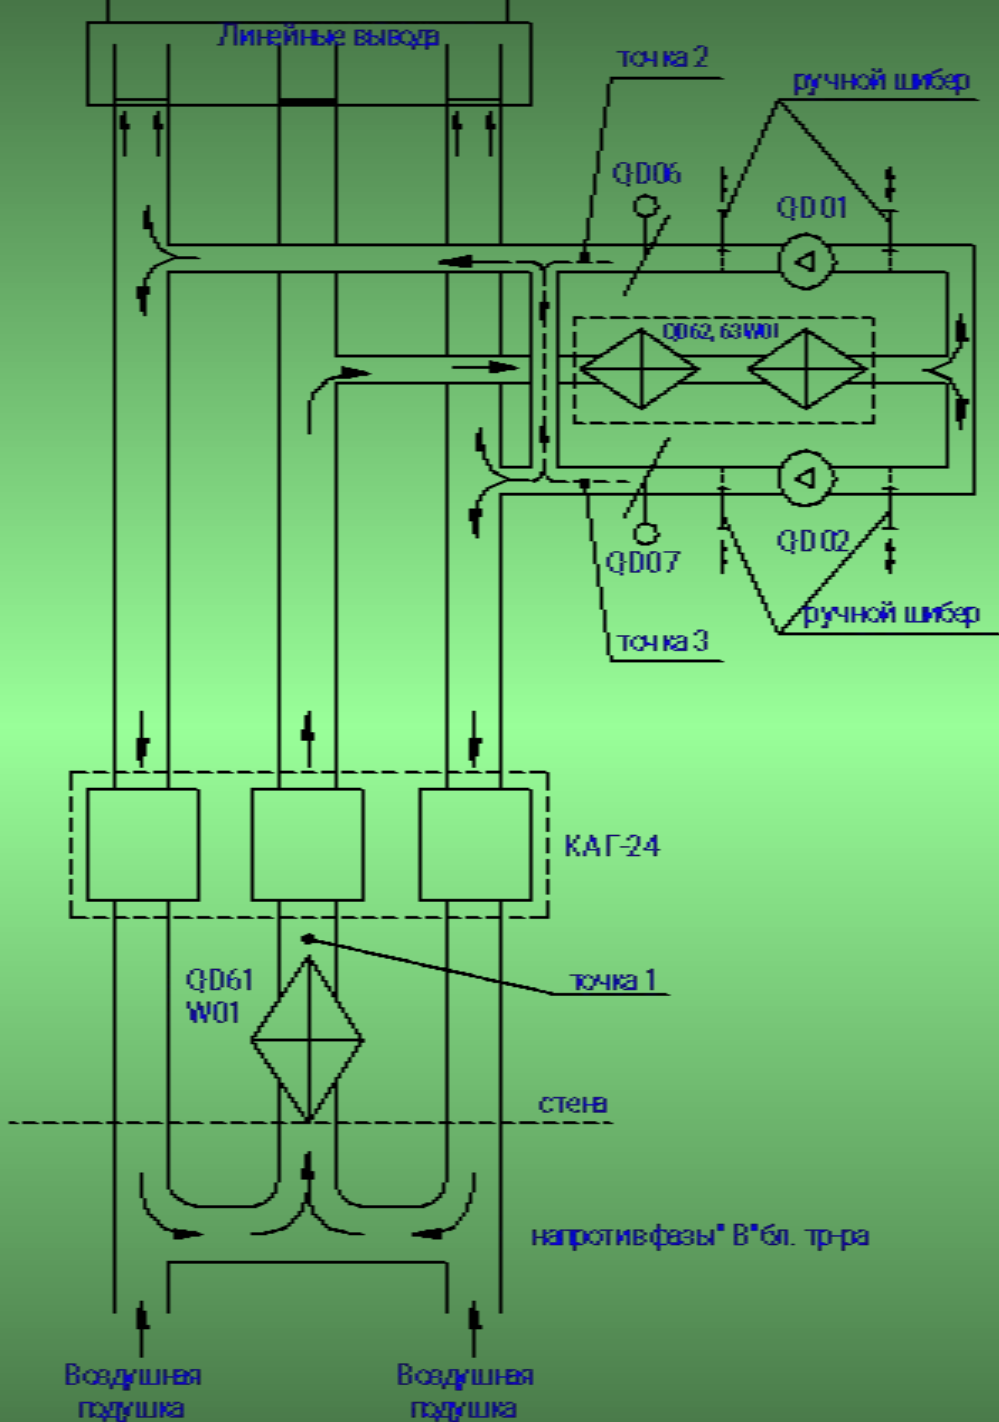 Линейные вывода
точка 2
ручной шибер
QD06
QD01
QD62, 63W01
QD02
QD07
ручной шибер
точка 3
КАГ-24
QD61
W01
точка 1
стена
напротив фазы "В" бл. тр-ра
Воздушная
подушка
Воздушная
подушка